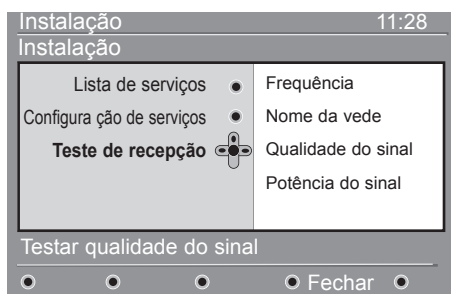 Instalação 11:28
Instalação
Lista de serviços
Configura ção de serviços
Teste de recepção
Frequência
Nome da vede
Qualidade do sinal
Potência do sinal
Testar qualidade do sinal
Fechar